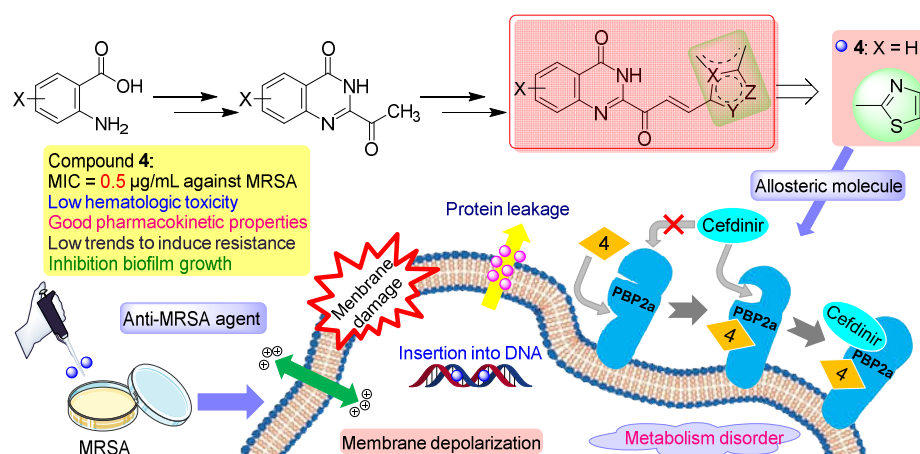 X
O
OH
NH₂
X
O
NH
N
CH₃
O
X
O
NH
N
O
X
Z
Y
4: X = H
N
S
Compound 4:
MIC = 0.5 μg/mL against MRSA
Low hematologic toxicity
Good pharmacokinetic properties
Low trends to induce resistance
Inhibition biofilm growth
Allosteric molecule
Protein leakage
4
Cefdinir
Membrane
damage
PBP2a
PBP2a
4
Cefdinir
PBP2a
4
Anti-MRSA agent
Insertion into DNA
⊕⊕
⊕
⊕
⊕⊕
MRSA
Membrane depolarization
Metabolism disorder